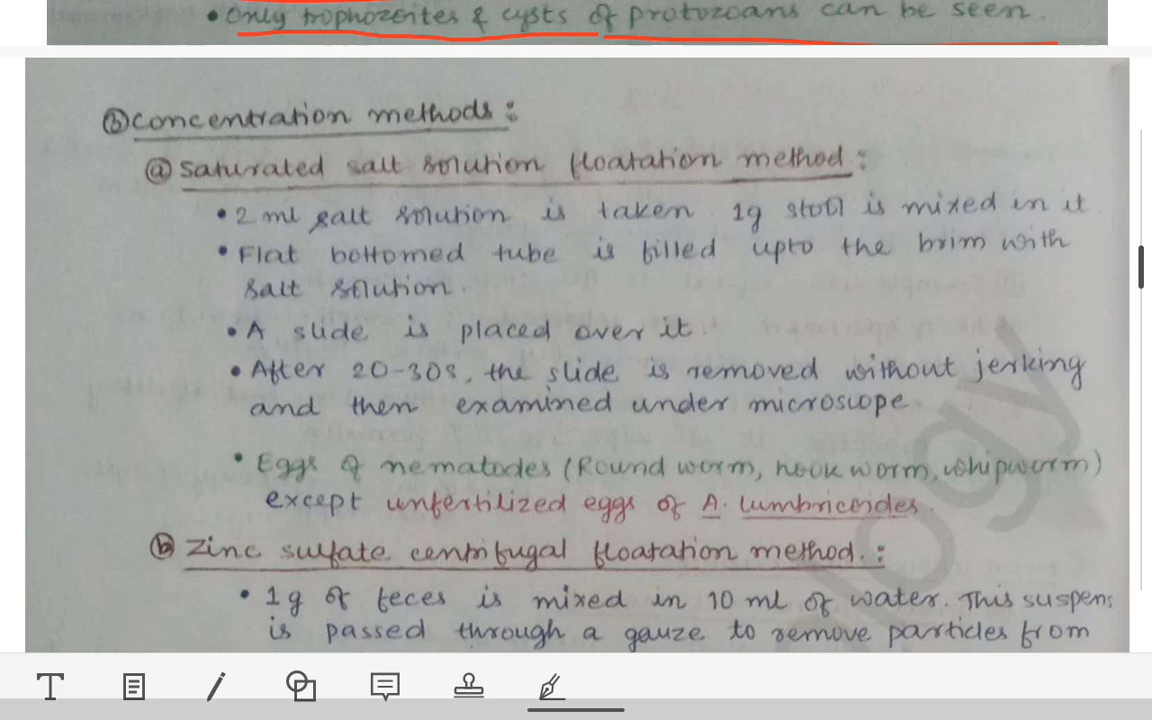 • Only trophozoites & cysts of protozoans can be seen.
ⓑ Concentration methods:
ⓐ Saturated salt solution floatation method:
• 2 ml salt solution is taken 1g stool is mixed in it
• Flat bottomed tube is filled upto the brim with
salt solution.
• A slide is placed over it.
• After 20-30s, the slide is removed without jerking
and then examined under microscope.
• Eggs of nematodes (Round worm, hook worm, whipworm)
except unfertilized eggs of A. lumbricoides.
ⓑ Zinc sulfate centrifugal floatation method.:
• 1g of feces is mixed in 10 ml of water. This suspens
is passed through a gauze to remove particles from
ology
T